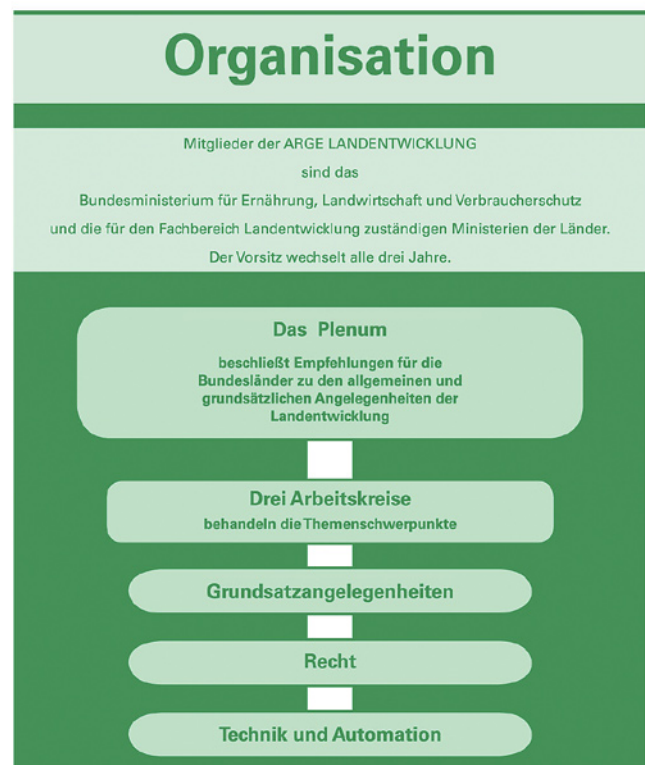 Organisation
Mitglieder der ARGE LANDENTWICKLUNG
sind das
Bundesministerium für Ernährung, Landwirtschaft und Verbraucherschutz
und die für den Fachbereich Landentwicklung zuständigen Ministerien der Länder.
Der Vorsitz wechselt alle drei Jahre.
Das Plenum
beschließt Empfehlungen für die
Bundesländer zu den allgemeinen und
grundsätzlichen Angelegenheiten der
Landentwicklung
Drei Arbeitskreise
behandeln die Themenschwerpunkte
Grundsatzangelegenheiten
Recht
Technik und Automation